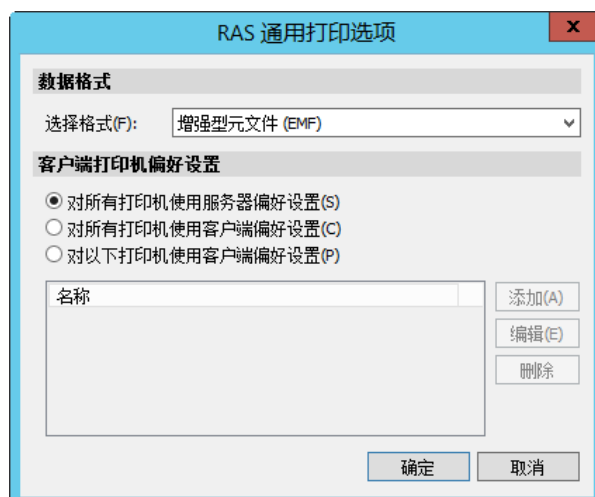 RAS 通用打印选项
x
数据格式
选择格式(F):
增强型元文件 (EMF)
客户端打印机偏好设置
对所有打印机使用服务器偏好设置(S)
对所有打印机使用客户端偏好设置(C)
对以下打印机使用客户端偏好设置(P)
名称
添加(A)
编辑(E)
删除
确定
取消